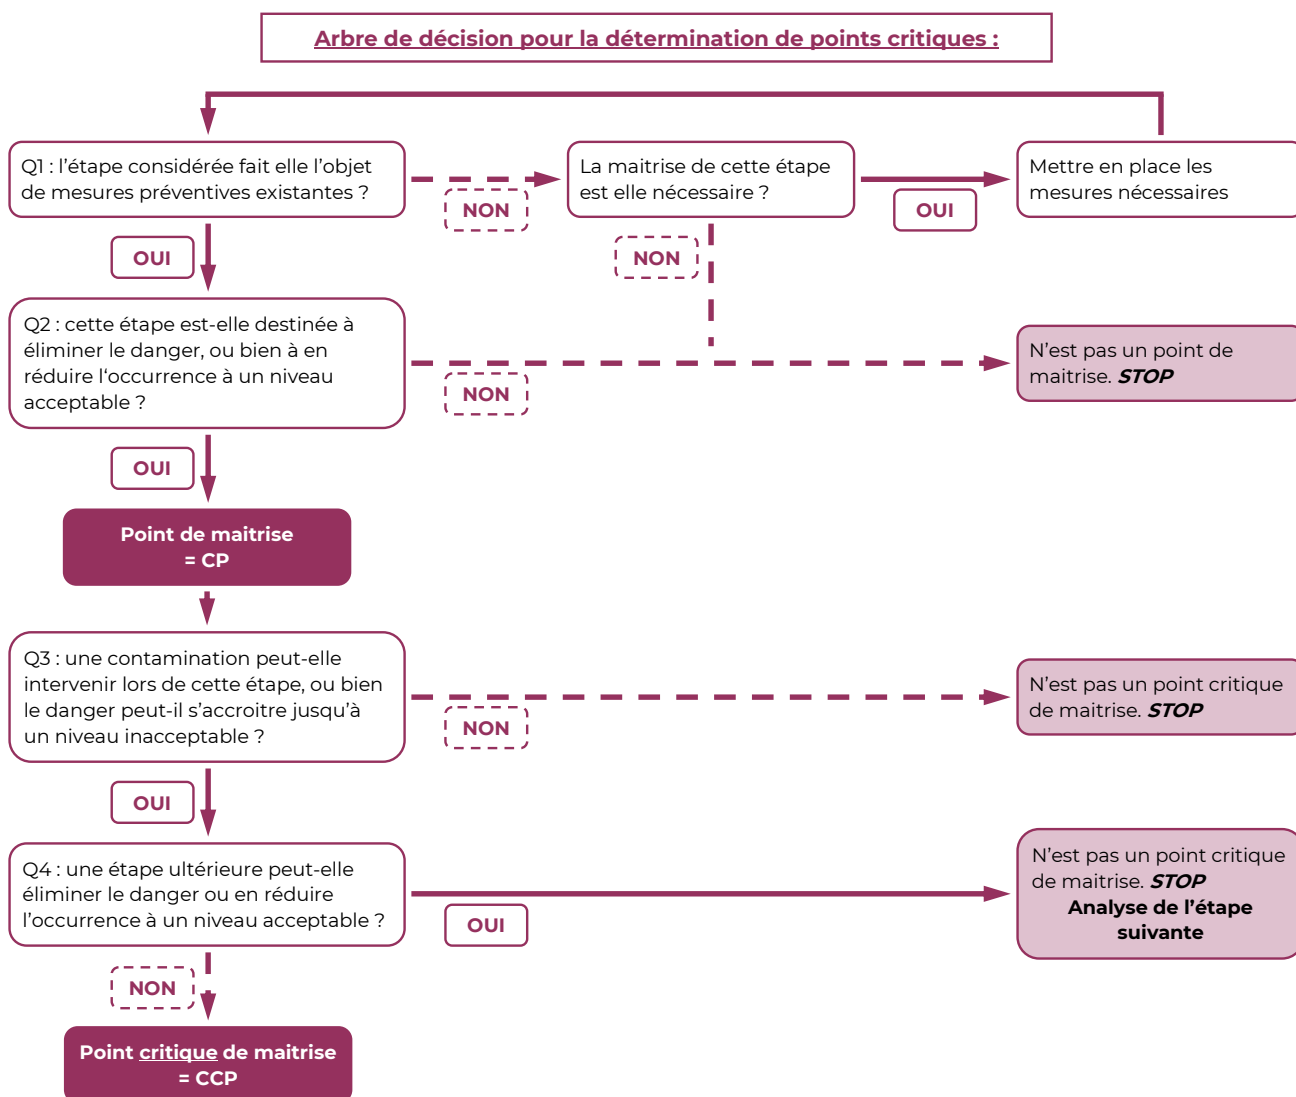 Arbre de décision pour la détermination de points critiques :
Q1 : l’étape considérée fait elle l’objet
de mesures préventives existantes ?
NON
La maitrise de cette étape
est elle nécessaire ?
OUI
Mettre en place les
mesures nécessaires
OUI
NON
Q2 : cette étape est-elle destinée à
éliminer le danger, ou bien à en
réduire l‘occurrence à un niveau
acceptable ?
NON
N’est pas un point de
maitrise. STOP
OUI
Point de maitrise
= CP
Q3 : une contamination peut-elle
intervenir lors de cette étape, ou bien
le danger peut-il s’accroitre jusqu’à
un niveau inacceptable ?
NON
N’est pas un point critique
de maitrise. STOP
OUI
Q4 : une étape ultérieure peut-elle
éliminer le danger ou en réduire
l’occurrence à un niveau acceptable ?
OUI
N’est pas un point critique
de maitrise. STOP
Analyse de l’étape
suivante
NON
Point critique de maitrise
= CCP